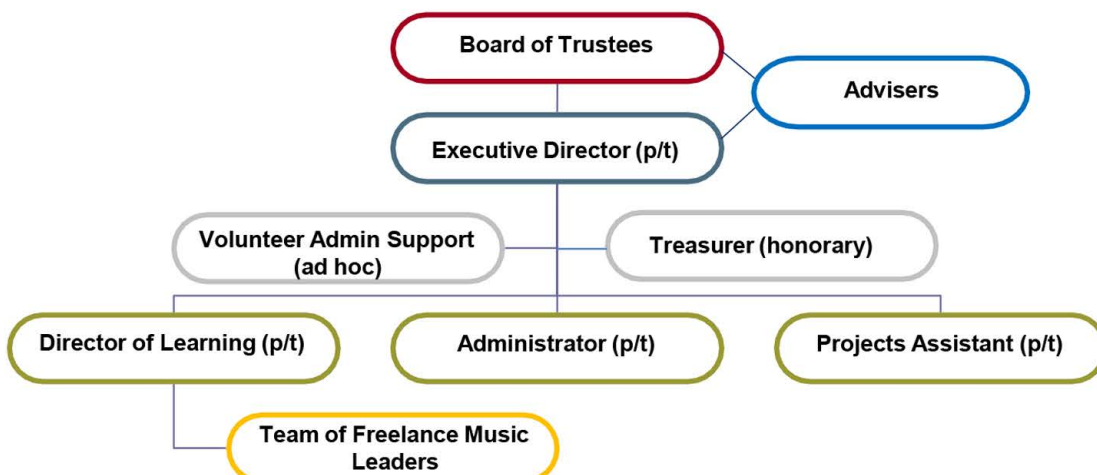 Board of Trustees
Advisers
Executive Director (p/t)
Volunteer Admin Support
(ad hoc)
Treasurer (honorary)
Director of Learning (p/t)
Administrator (p/t)
Projects Assistant (p/t)
Team of Freelance Music
Leaders